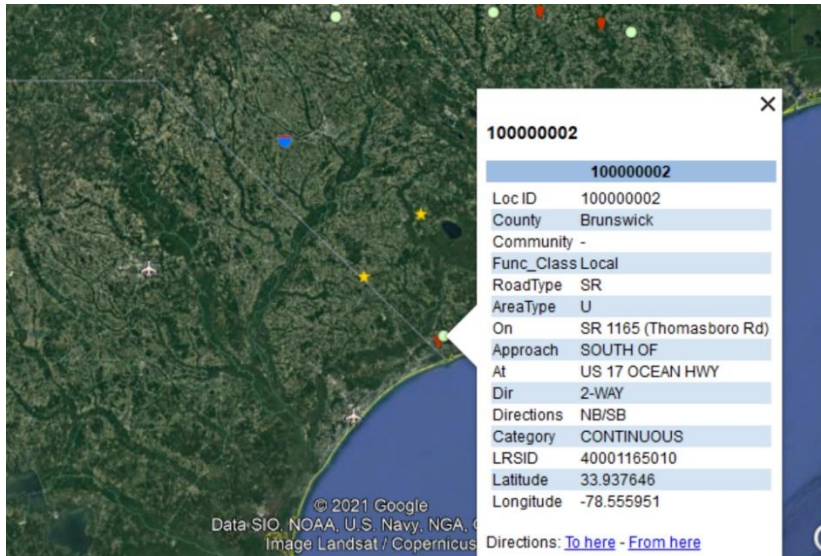 100000002
100000002
Loc ID 100000002
County Brunswick
Community -
Func_Class Local
RoadType SR
AreaType U
On SR 1165 (Thomasboro Rd)
Approach SOUTH OF
At US 17 OCEAN HWY
Dir 2-WAY
Directions NB/SB
Category CONTINUOUS
LRSID 40001165010
Latitude 33.937646
Longitude -78.555951
Directions: To here - From here
© 2021 Google
Data SIO, NOAA, U.S. Navy, NGA,
Image Landsat / Copernicus